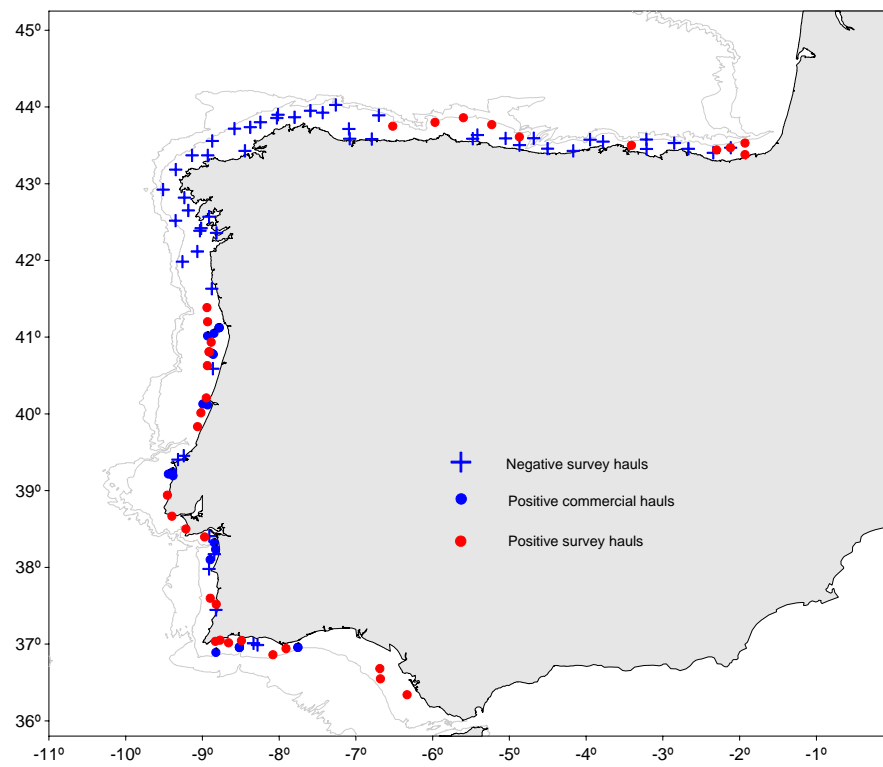 45º
44º
43º
42º
41º
40º
39º
38º
37º
36º
Negative survey hauls
Positive commercial hauls
Positive survey hauls
-11º -10º -9º -8º -7º -6º -5º -4º -3º -2º -1º